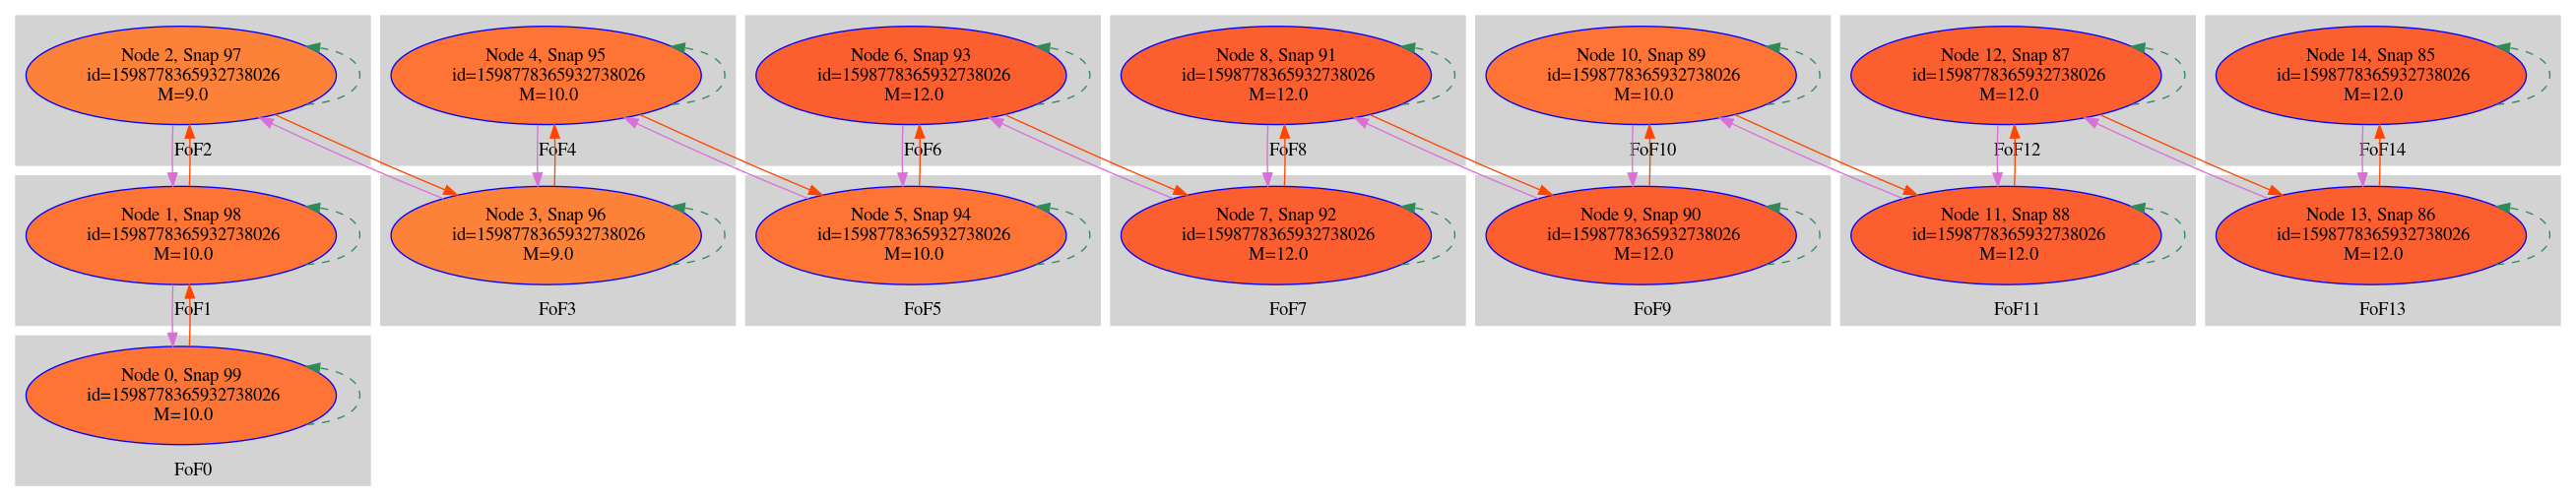 Node 2, Snap 97
id=1598778365932738026
M=9.0
FoF2
Node 4, Snap 95
id=1598778365932738026
M=10.0
FoF4
Node 6, Snap 93
id=1598778365932738026
M=12.0
FoF6
Node 8, Snap 91
id=1598778365932738026
M=12.0
FoF8
Node 10, Snap 89
id=1598778365932738026
M=10.0
FoF10
Node 12, Snap 87
id=1598778365932738026
M=12.0
FoF12
Node 14, Snap 85
id=1598778365932738026
M=12.0
FoF14
Node 1, Snap 98
id=1598778365932738026
M=10.0
FoF1
Node 3, Snap 96
id=1598778365932738026
M=9.0
FoF3
Node 5, Snap 94
id=1598778365932738026
M=10.0
FoF5
Node 7, Snap 92
id=1598778365932738026
M=12.0
FoF7
Node 9, Snap 90
id=1598778365932738026
M=12.0
FoF9
Node 11, Snap 88
id=1598778365932738026
M=12.0
FoF11
Node 13, Snap 86
id=1598778365932738026
M=12.0
FoF13
Node 0, Snap 99
id=1598778365932738026
M=10.0
FoF0